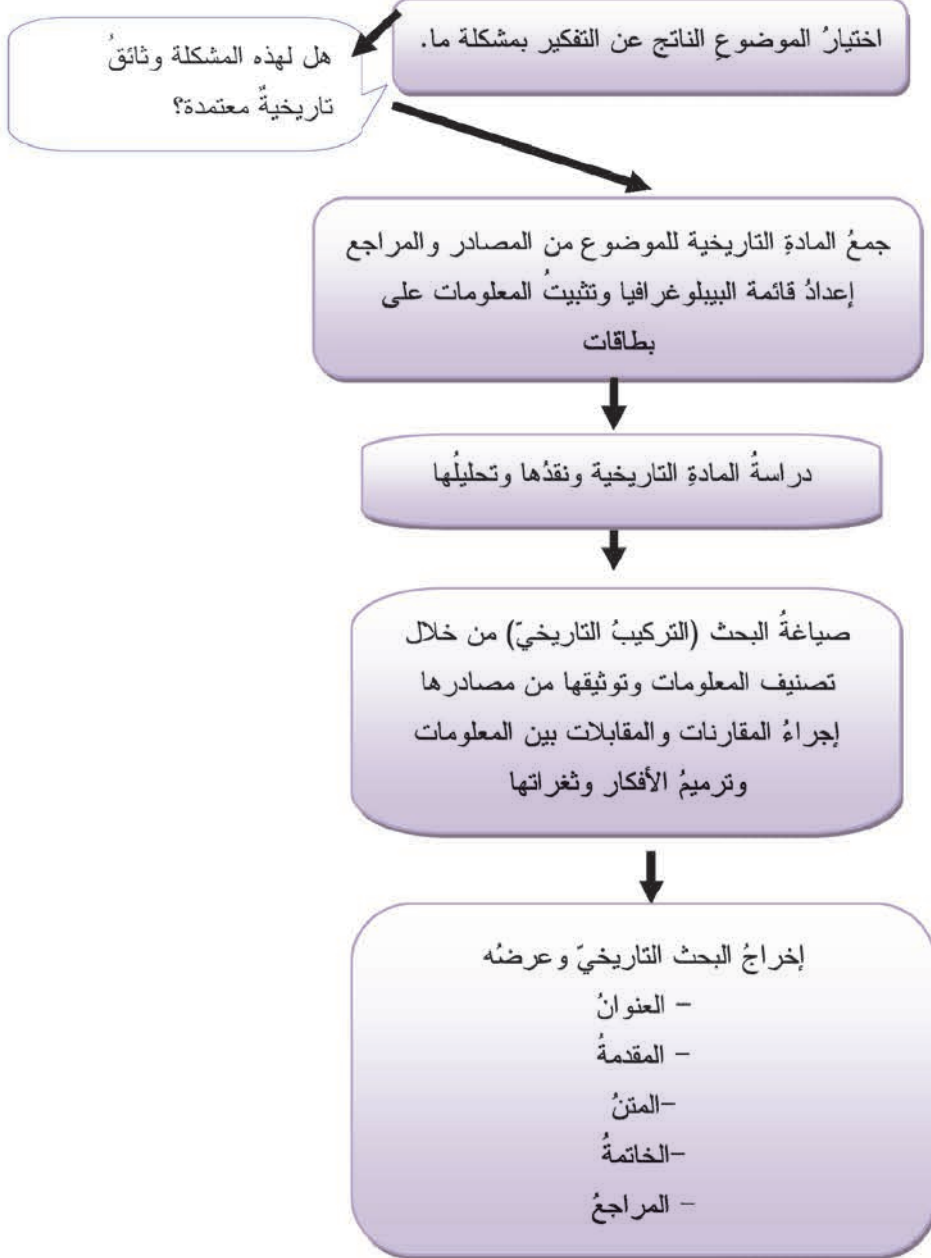 اختيارُ الموضوعِ الناتج عن التفكير بمشكلة ما.
هل لهذه المشكلة وثائقُ
تاريخيةٌ معتمدة؟
جمعُ المادةِ التاريخية للموضوع من المصادر والمراجع
إعدادُ قائمة البيبلوغرافيا وتثبيتُ المعلومات على
بطاقات
دراسةُ المادةِ التاريخية ونقدُها وتحليلُها
صياغةُ البحث (التركيبُ التاريخيّ) من خلال
تصنيف المعلومات وتوثيقها من مصادرها
إجراءُ المقارنات والمقابلات بين المعلومات
وترميمُ الأفكار وثغراتها
إخراجُ البحث التاريخيّ وعرضُه
– العنوانُ
– المقدمةُ
–المتنُ
–الخاتمةُ
– المراجعُ